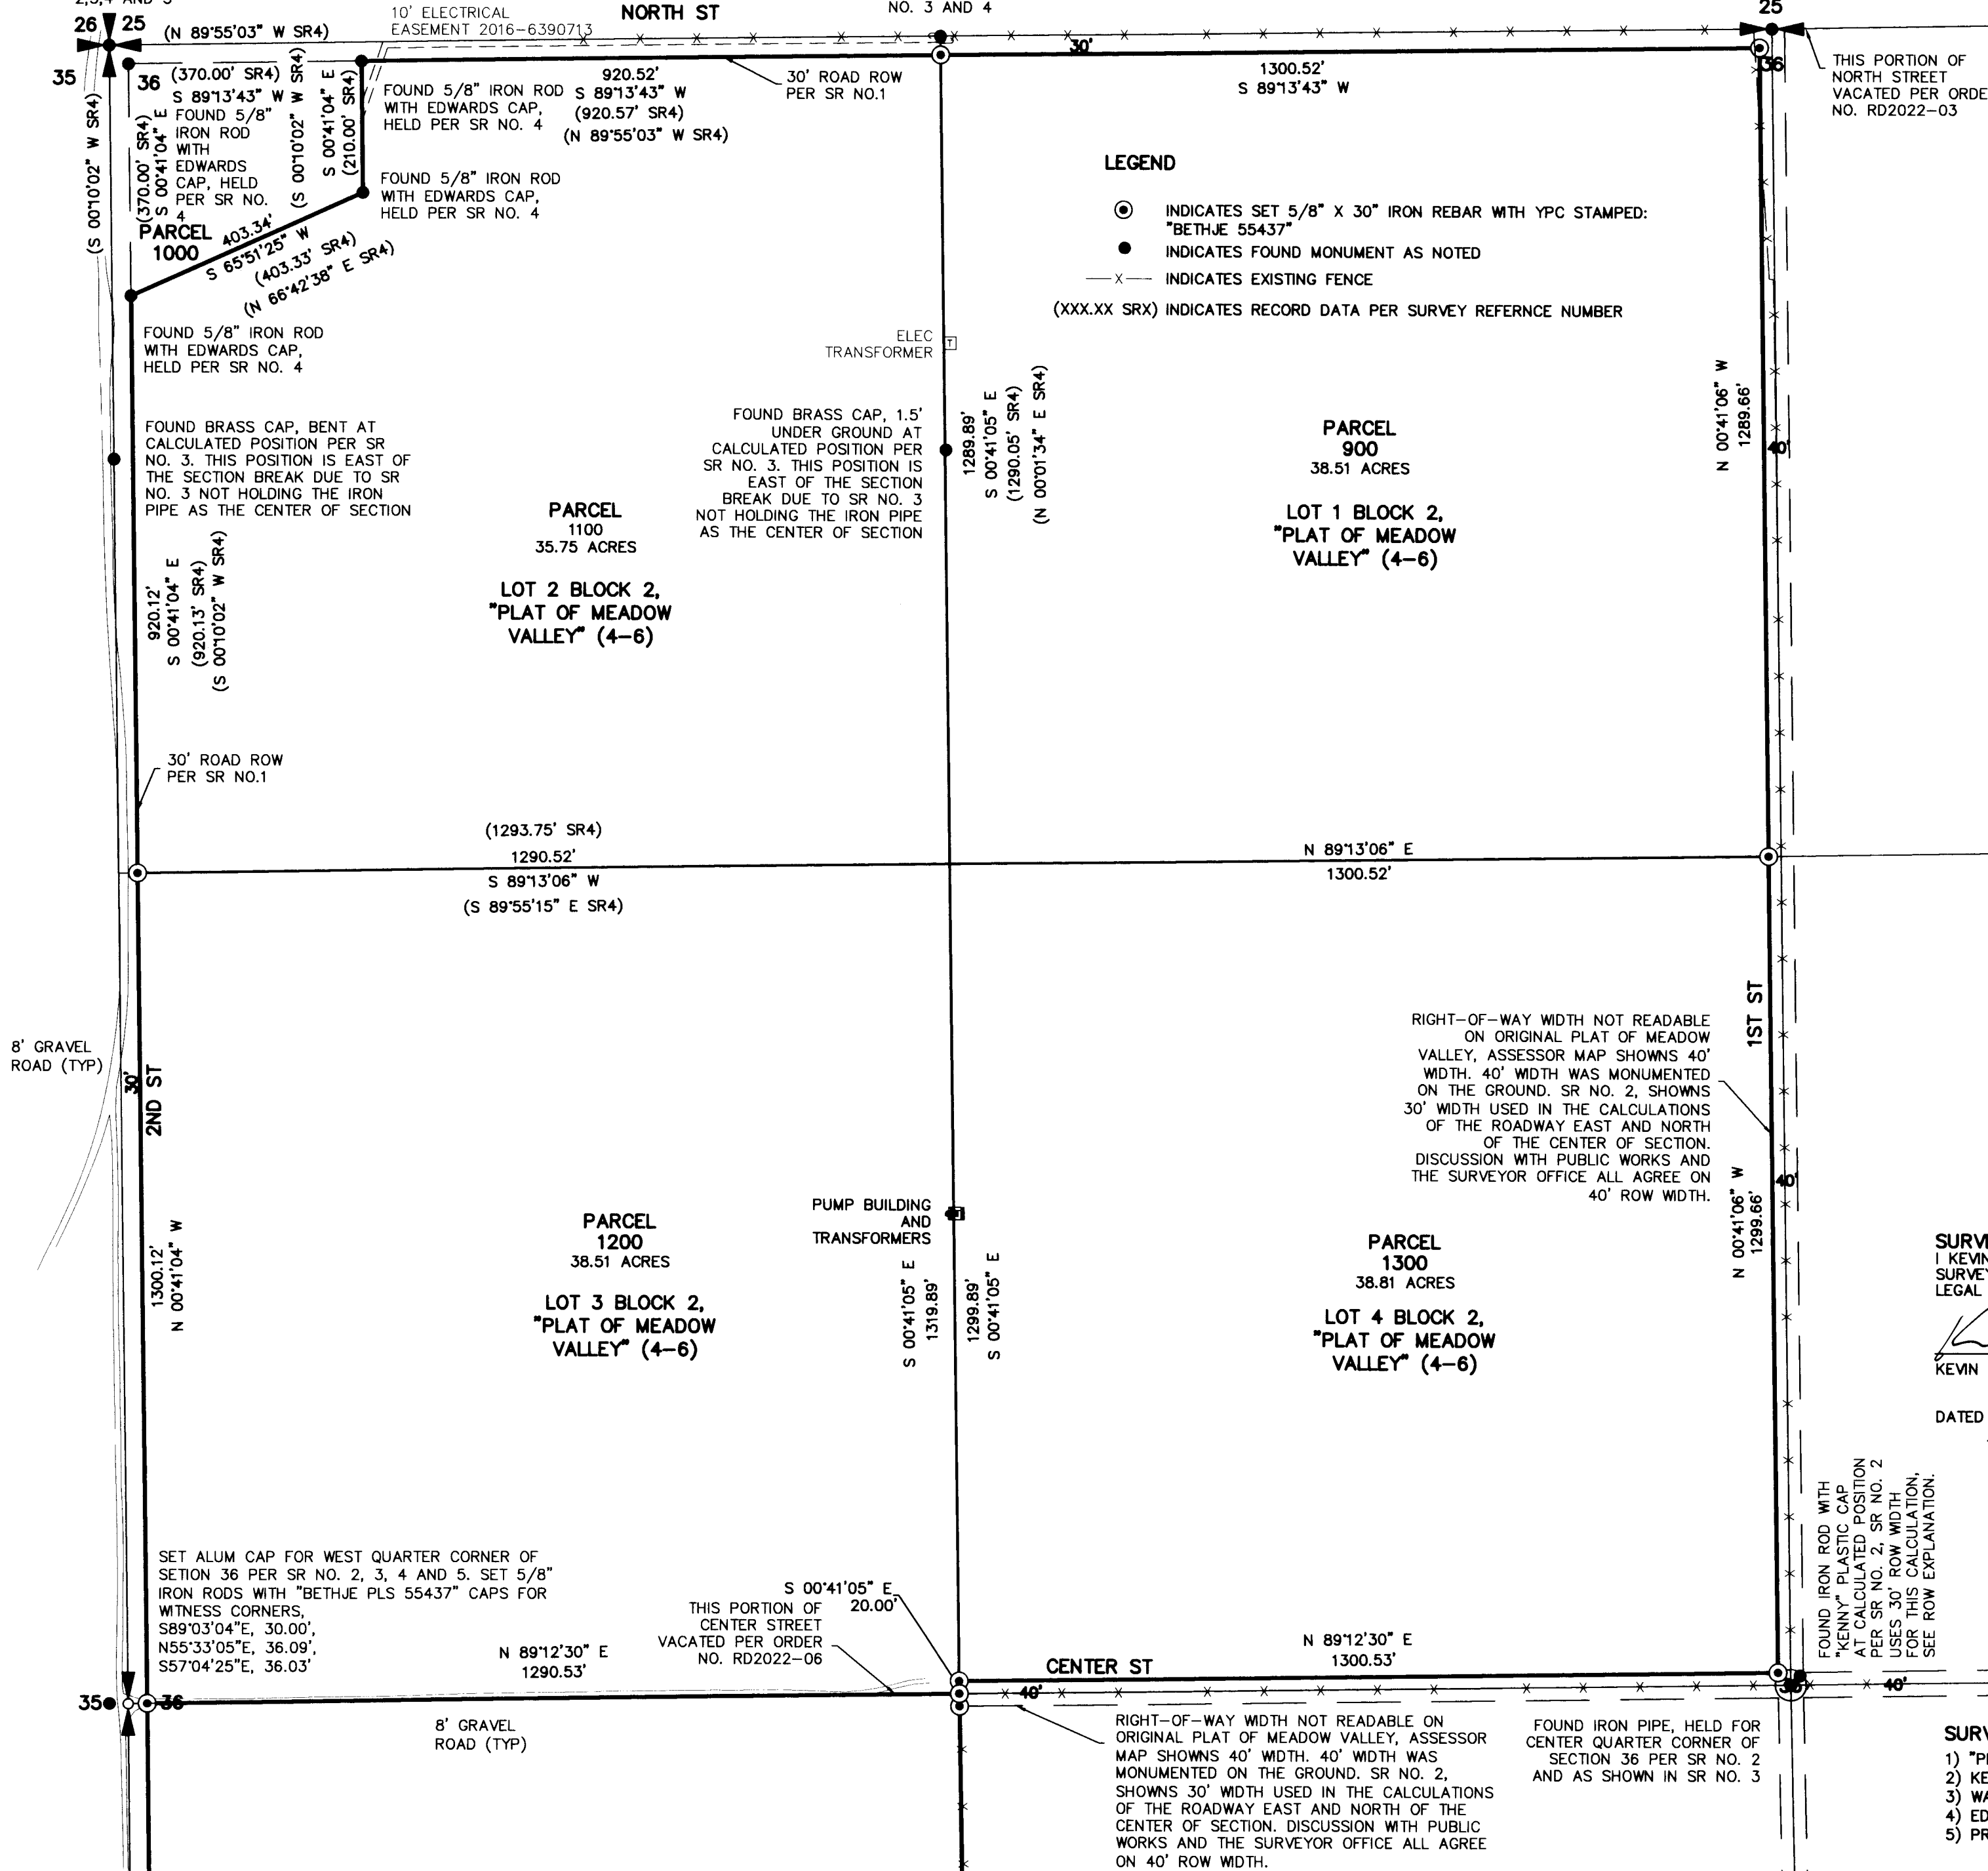 2,3,4 AND 5
26 25
(N 89°55'03" W SR4)
10' ELECTRICAL
EASEMENT 2016-6390713
NORTH ST
NO. 3 AND 4
25
30'
35
36
36
(370.00' SR4)
S 89°13'43" W
FOUND 5/8"
IRON ROD
WITH
EDWARDS
CAP, HELD
PER SR NO.
4
(S 00°10'02" W SR4)
(370.00' SR4)
S 00°41'04" E
(S 00°10'02" W SR4)
S 00°41'04" E
(210.00' SR4)
FOUND 5/8" IRON ROD
WITH EDWARDS CAP,
HELD PER SR NO. 4
920.52'
S 89°13'43" W
(920.57' SR4)
(N 89°55'03" W SR4)
30' ROAD ROW
PER SR NO.1
1300.52'
S 89°13'43" W
THIS PORTION OF
NORTH STREET
VACATED PER ORDE
NO. RD2022-03
FOUND 5/8" IRON ROD
WITH EDWARDS CAP,
HELD PER SR NO. 4
PARCEL
1000
403.34'
S 65°51'25" W
(403.33' SR4)
(N 66°42'38" E SR4)
LEGEND
INDICATES SET 5/8" X 30" IRON REBAR WITH YPC STAMPED:
"BETHJE 55437"
INDICATES FOUND MONUMENT AS NOTED
X INDICATES EXISTING FENCE
(XXX.XX SRX) INDICATES RECORD DATA PER SURVEY REFERNCE NUMBER
FOUND 5/8" IRON ROD
WITH EDWARDS CAP,
HELD PER SR NO. 4
ELEC
TRANSFORMER
T
FOUND BRASS CAP, BENT AT
CALCULATED POSITION PER SR
NO. 3. THIS POSITION IS EAST OF
THE SECTION BREAK DUE TO SR
NO. 3 NOT HOLDING THE IRON
PIPE AS THE CENTER OF SECTION
FOUND BRASS CAP, 1.5'
UNDER GROUND AT
CALCULATED POSITION PER
SR NO. 3. THIS POSITION IS
EAST OF THE SECTION
BREAK DUE TO SR NO. 3
NOT HOLDING THE IRON PIPE
AS THE CENTER OF SECTION
1289.89'
S 00°41'05" E
(1290.05' SR4)
(N 00°01'34" E SR4)
PARCEL
900
38.51 ACRES
LOT 1 BLOCK 2,
"PLAT OF MEADOW
VALLEY" (4-6)
N 00°41'06" W
1289.66'
40'
PARCEL
1100
35.75 ACRES
LOT 2 BLOCK 2,
"PLAT OF MEADOW
VALLEY" (4-6)
920.12'
S 00°41'04" E
(920.13' SR4)
(S 00°10'02" W SR4)
30' ROAD ROW
PER SR NO.1
(1293.75' SR4)
1290.52'
S 89°13'06" W
(S 89°55'15" E SR4)
N 89°13'06" E
1300.52'
8' GRAVEL
ROAD (TYP)
30'
2ND ST
1ST ST
RIGHT-OF-WAY WIDTH NOT READABLE
ON ORIGINAL PLAT OF MEADOW
VALLEY, ASSESSOR MAP SHOWS 40'
WIDTH. 40' WIDTH WAS MONUMENTED
ON THE GROUND. SR NO. 2, SHOWS
30' WIDTH USED IN THE CALCULATIONS
OF THE ROADWAY EAST AND NORTH
OF THE CENTER OF SECTION.
DISCUSSION WITH PUBLIC WORKS AND
THE SURVEYOR OFFICE ALL AGREE ON
40' ROW WIDTH.
N 00°41'06" W
1299.66'
40'
1300.12'
N 00°41'04" W
PARCEL
1200
38.51 ACRES
LOT 3 BLOCK 2,
"PLAT OF MEADOW
VALLEY" (4-6)
PUMP BUILDING
AND
TRANSFORMERS
S 00°41'05" E
1319.89'
1299.89'
S 00°41'05" E
PARCEL
1300
38.81 ACRES
LOT 4 BLOCK 2,
"PLAT OF MEADOW
VALLEY" (4-6)
SURVE
I KEVIN
SURVEY
LEGAL
KEVIN
DATED
FOUND IRON ROD WITH
"KENNY" PLASTIC CAP
AT CALCULATED POSITION
PER SR NO. 2, SR NO. 2
USES 30' ROW WIDTH
FOR THIS CALCULATION,
SEE ROW EXPLANATION.
SET ALUM CAP FOR WEST QUARTER CORNER OF
SETION 36 PER SR NO. 2, 3, 4 AND 5. SET 5/8"
IRON RODS WITH "BETHJE PLS 55437" CAPS FOR
WITNESS CORNERS,
S89°03'04"E, 30.00',
N55°33'05"E, 36.09',
S57°04'25"E, 36.03'
S 00°41'05" E
20.00'
THIS PORTION OF
CENTER STREET
VACATED PER ORDER
NO. RD2022-06
N 89°12'30" E
1290.53'
CENTER ST
N 89°12'30" E
1300.53'
35
36
40'
36
40'
8' GRAVEL
ROAD (TYP)
RIGHT-OF-WAY WIDTH NOT READABLE ON
ORIGINAL PLAT OF MEADOW VALLEY, ASSESSOR
MAP SHOWS 40' WIDTH. 40' WIDTH WAS
MONUMENTED ON THE GROUND. SR NO. 2,
SHOWS 30' WIDTH USED IN THE CALCULATIONS
OF THE ROADWAY EAST AND NORTH OF THE
CENTER OF SECTION. DISCUSSION WITH PUBLIC
WORKS AND THE SURVEYOR OFFICE ALL AGREE
ON 40' ROW WIDTH.
FOUND IRON PIPE, HELD FOR
CENTER QUARTER CORNER OF
SECTION 36 PER SR NO. 2
AND AS SHOWN IN SR NO. 3
SURV
1) "PL
2) KE
3) WA
4) ED
5) PR